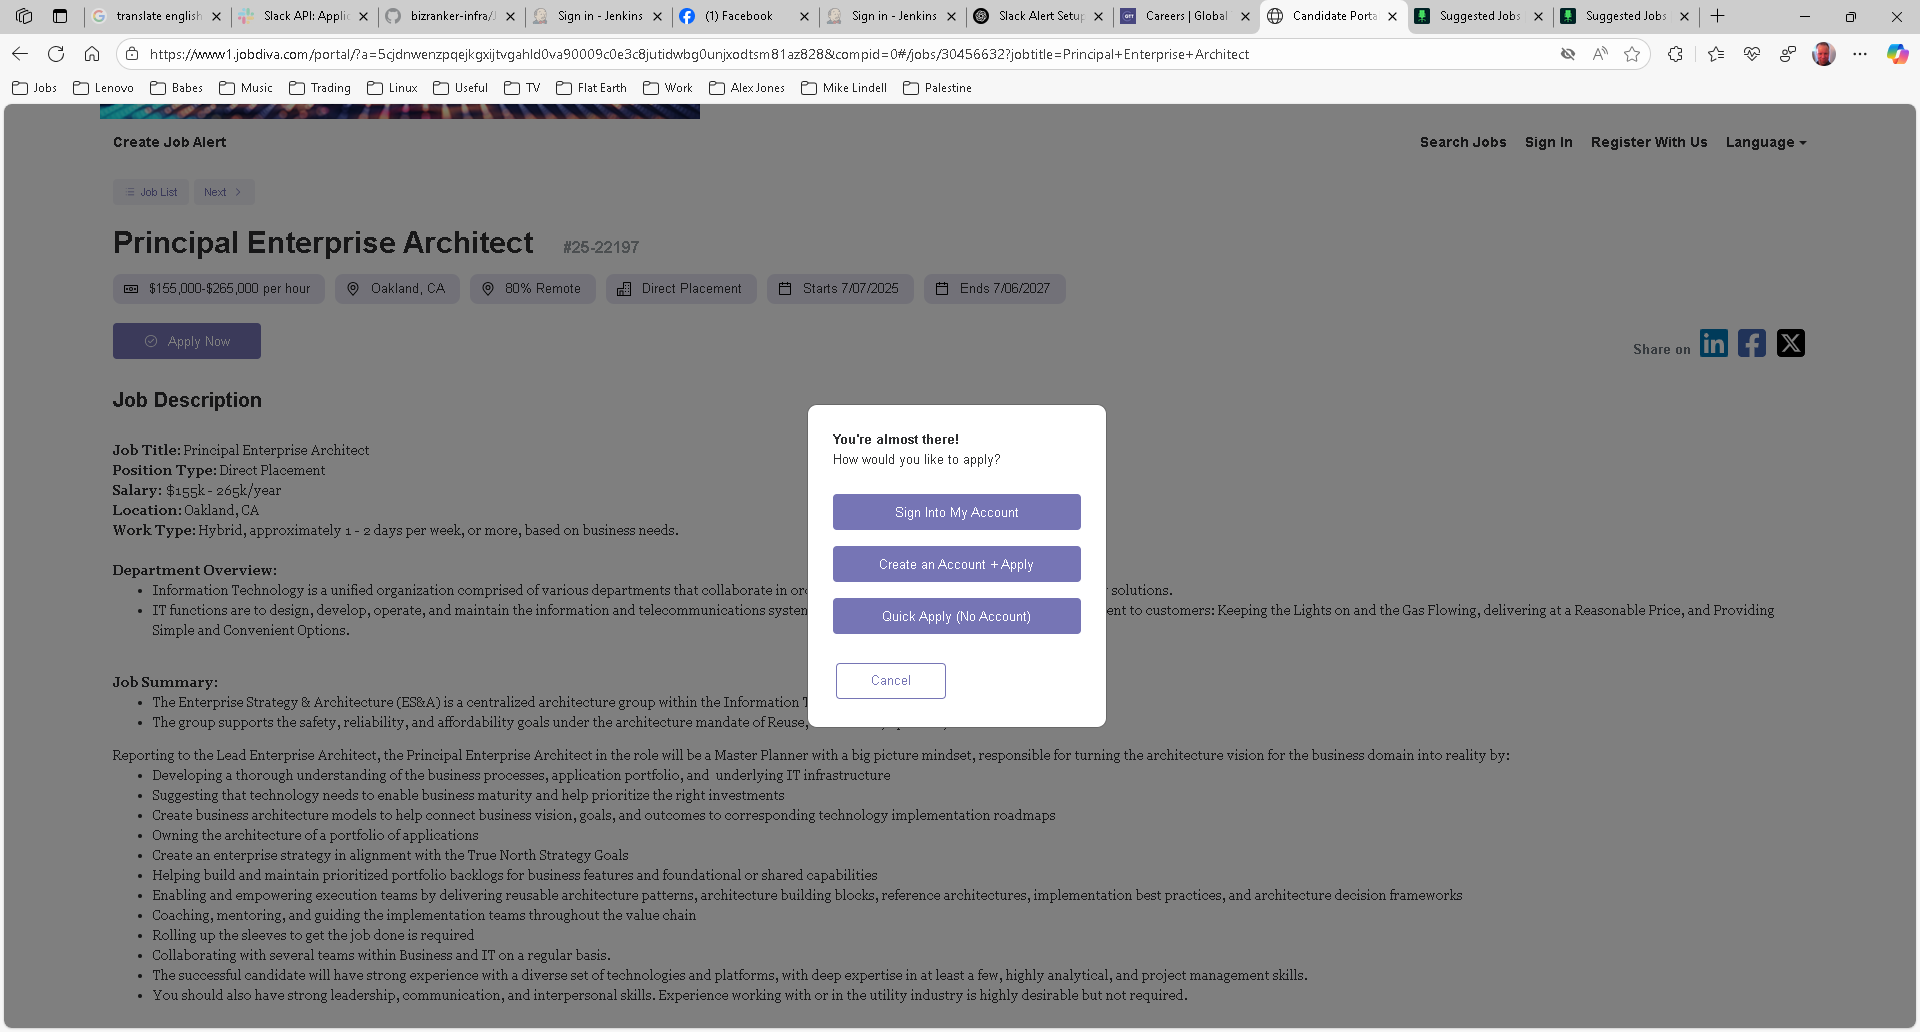 translate english
Slack API: Applic
bizranker-infra/J
Sign in - Jenkins
(1) Facebook
Sign in - Jenkins
Slack Alert Setup
Careers | Global
Candidate Porta
Suggested Jobs
Suggested Jobs
https://www1.jobdiva.com/portal/?a=5cjdnwenzpqejkgxijtvgahld0va90009c0e3c8jutidwbg0unjxodtsm81az828&compid=0#/jobs/30456632?jobtitle=Principal+Enterprise+Architect
Jobs Lenovo Babes Music Trading Linux Useful TV Flat Earth Work Alex Jones Mike Lindell Palestine
Create Job Alert
Search Jobs Sign In Register With Us Language
Job List Next
Principal Enterprise Architect #25-22197
$155,000-$265,000 per hour Oakland, CA 80% Remote Direct Placement Starts 7/07/2025 Ends 7/06/2027
Apply Now
Share on
Job Description
Job Title: Principal Enterprise Architect
Position Type: Direct Placement
Salary: $155k - 265k/year
Location: Oakland, CA
Work Type: Hybrid, approximately 1 - 2 days per week, or more, based on business needs.
Department Overview:
• Information Technology is a unified organization comprised of various departments that collaborate in or solutions.
• IT functions are to design, develop, operate, and maintain the information and telecommunications system ent to customers: Keeping the Lights on and the Gas Flowing, delivering at a Reasonable Price, and Providing
Simple and Convenient Options.
Job Summary:
• The Enterprise Strategy & Architecture (ES&A) is a centralized architecture group within the Information T
• The group supports the safety, reliability, and affordability goals under the architecture mandate of Reuse,
Reporting to the Lead Enterprise Architect, the Principal Enterprise Architect in the role will be a Master Planner with a big picture mindset, responsible for turning the architecture vision for the business domain into reality by:
• Developing a thorough understanding of the business processes, application portfolio, and underlying IT infrastructure
• Suggesting that technology needs to enable business maturity and help prioritize the right investments
• Create business architecture models to help connect business vision, goals, and outcomes to corresponding technology implementation roadmaps
• Owning the architecture of a portfolio of applications
• Create an enterprise strategy in alignment with the True North Strategy Goals
• Helping build and maintain prioritized portfolio backlogs for business features and foundational or shared capabilities
• Enabling and empowering execution teams by delivering reusable architecture patterns, architecture building blocks, reference architectures, implementation best practices, and architecture decision frameworks
• Coaching, mentoring, and guiding the implementation teams throughout the value chain
• Rolling up the sleeves to get the job done is required
• Collaborating with several teams within Business and IT on a regular basis.
• The successful candidate will have strong experience with a diverse set of technologies and platforms, with deep expertise in at least a few, highly analytical, and project management skills.
• You should also have strong leadership, communication, and interpersonal skills. Experience working with or in the utility industry is highly desirable but not required.
You're almost there!
How would you like to apply?
Sign Into My Account
Create an Account + Apply
Quick Apply (No Account)
Cancel